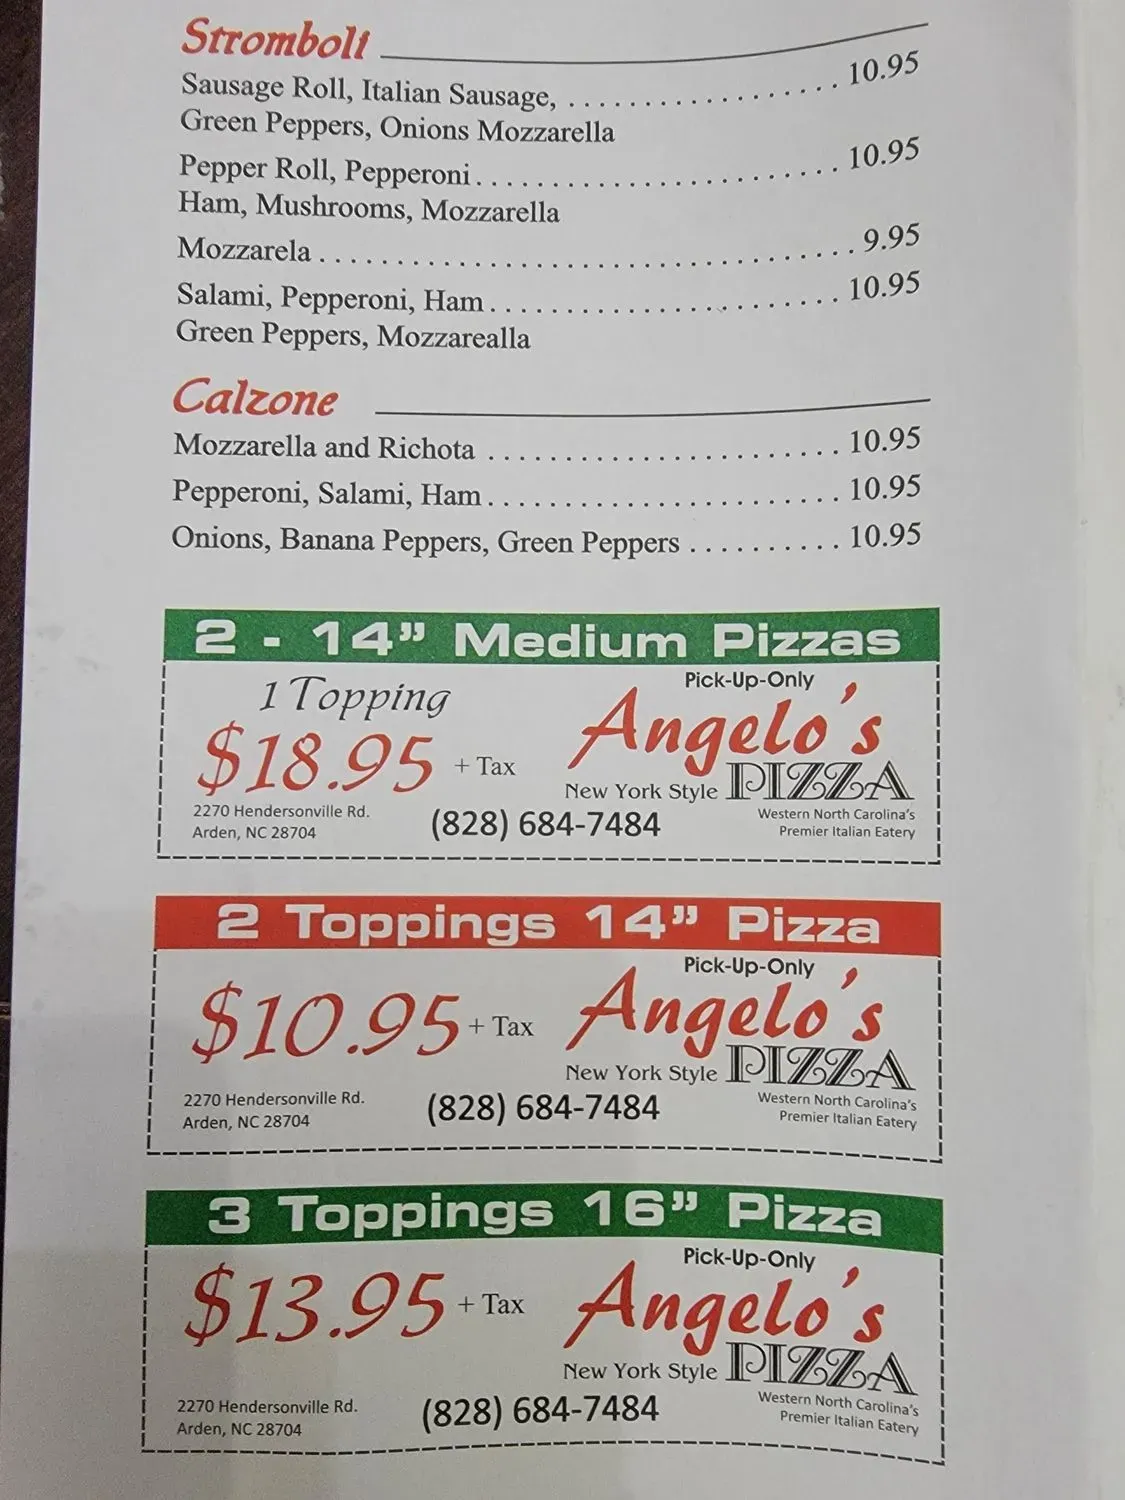 Stromboli
Sausage Roll, Italian Sausage, . . . . . . . . . . . . . . . . . . 10.95
Green Peppers, Onions Mozzarella
Pepper Roll, Pepperoni . . . . . . . . . . . . . . . . . . . . . . . . 10.95
Ham, Mushrooms, Mozzarella
Mozzarela . . . . . . . . . . . . . . . . . . . . . . . . . . . . . . . . . . . 9.95
Salami, Pepperoni, Ham . . . . . . . . . . . . . . . . . . . . . . . 10.95
Green Peppers, Mozzarealla
Calzone
Mozzarella and Richota . . . . . . . . . . . . . . . . . . . . . . . 10.95
Pepperoni, Salami, Ham . . . . . . . . . . . . . . . . . . . . . . . 10.95
Onions, Banana Peppers, Green Peppers . . . . . . . . . . 10.95
2 - 14” Medium Pizzas
Pick-Up-Only
1 Topping
Angelo's
$18.95 + Tax
New York Style PIZZA
2270 Hendersonville Rd.
Arden, NC 28704
(828) 684-7484
Western North Carolina's
Premier Italian Eatery
2 Toppings 14” Pizza
Pick-Up-Only
Angelo's
$10.95 + Tax
New York Style PIZZA
2270 Hendersonville Rd.
Arden, NC 28704
(828) 684-7484
Western North Carolina's
Premier Italian Eatery
3 Toppings 16” Pizza
Pick-Up-Only
Angelo's
$13.95 + Tax
New York Style PIZZA
2270 Hendersonville Rd.
Arden, NC 28704
(828) 684-7484
Western North Carolina's
Premier Italian Eatery